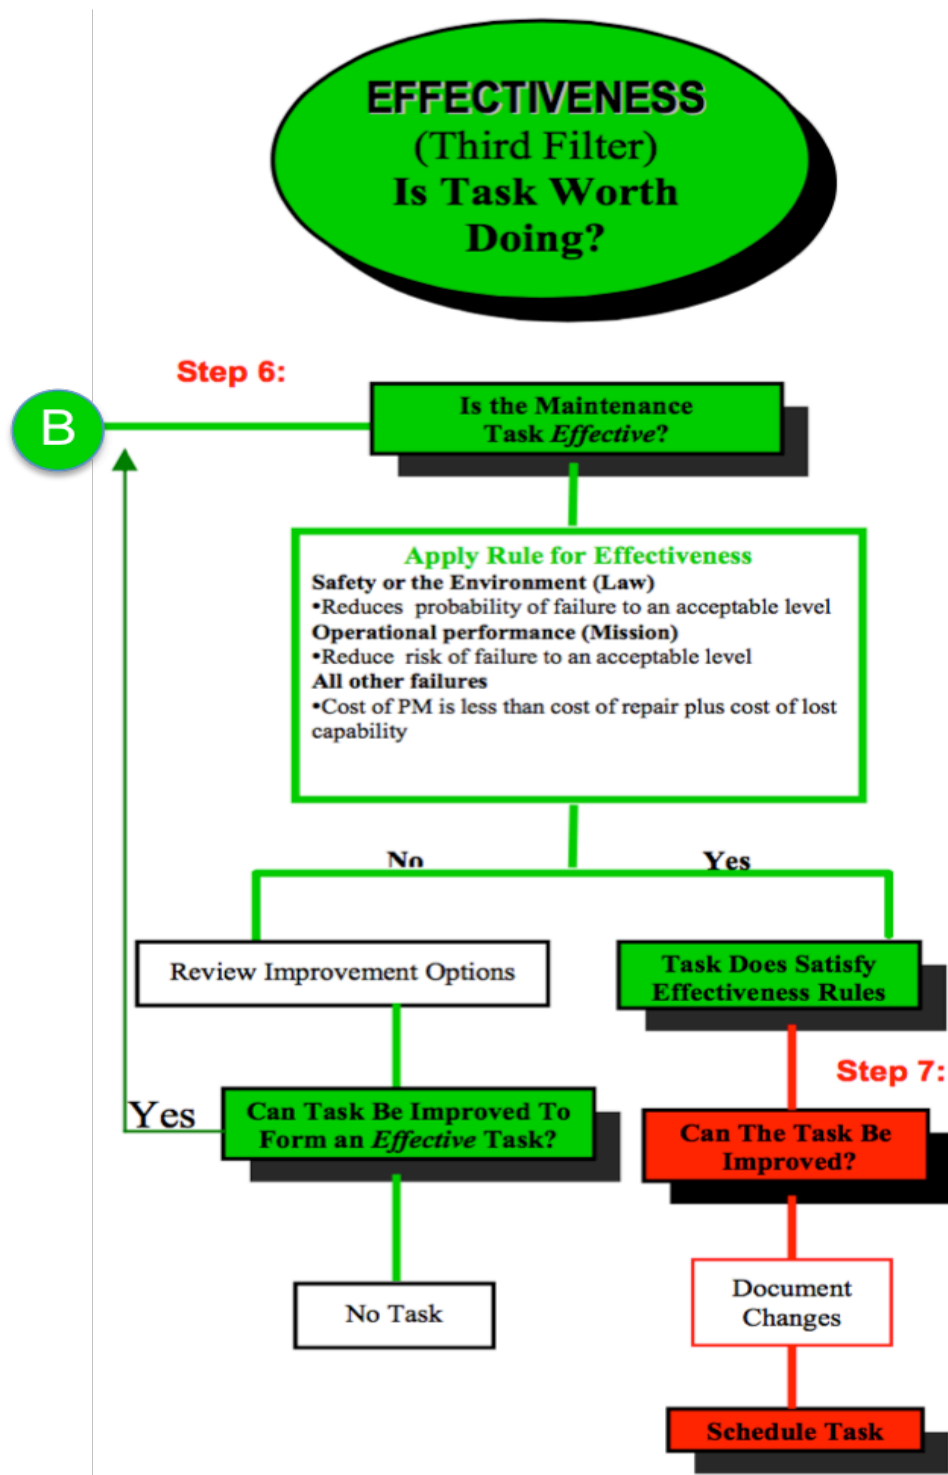 EFFECTIVENESS
(Third Filter)
Is Task Worth
Doing?
Step 6:
B
Is the Maintenance
Task Effective?
Apply Rule for Effectiveness
Safety or the Environment (Law)
•Reduces probability of failure to an acceptable level
Operational performance (Mission)
•Reduce risk of failure to an acceptable level
All other failures
•Cost of PM is less than cost of repair plus cost of lost
capability
No
Yes
Review Improvement Options
Task Does Satisfy
Effectiveness Rules
Step 7:
Yes
Can Task Be Improved To
Form an Effective Task?
Can The Task Be
Improved?
No Task
Document
Changes
Schedule Task